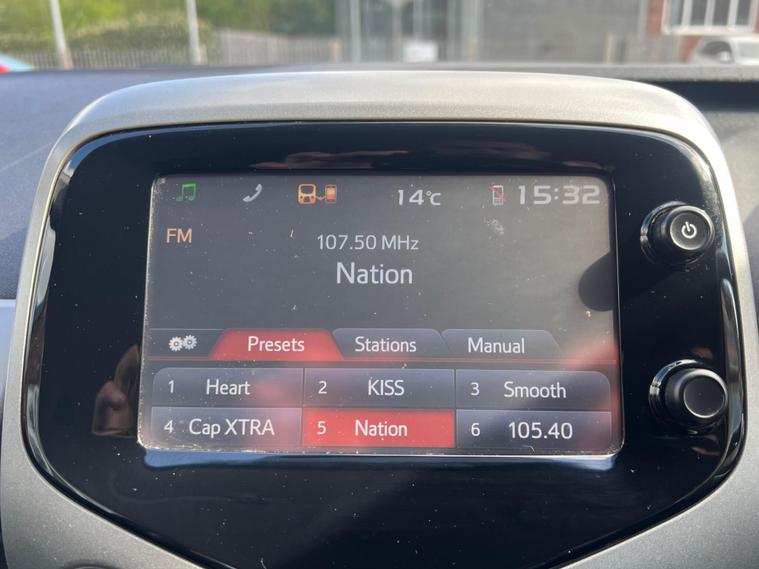 14°C 15:32
FM
107.50 MHz
Nation
Presets Stations Manual
1 Heart 2 KISS 3 Smooth
4 Cap XTRA 5 Nation 6 105.40